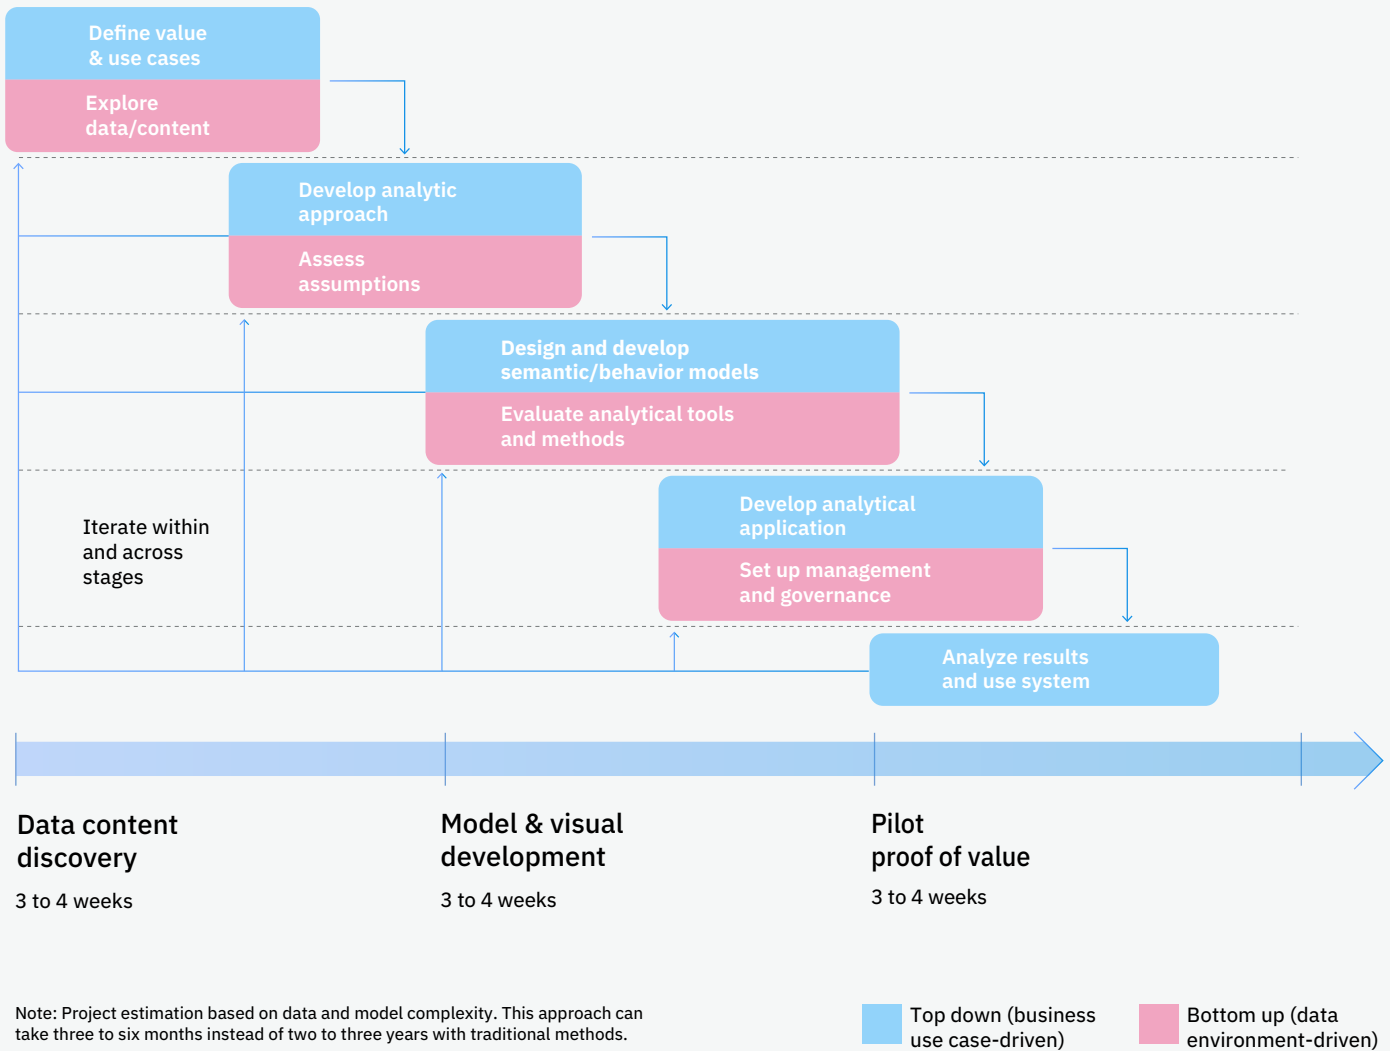 Define value
& use cases
Explore
data/content
Develop analytic
approach
Assess
assumptions
Design and develop
semantic/behavior models
Evaluate analytical tools
and methods
Develop analytical
application
Set up management
and governance
Iterate within
and across
stages
Analyze results
and use system
Data content
discovery
3 to 4 weeks
Model & visual
development
3 to 4 weeks
Pilot
proof of value
3 to 4 weeks
Note: Project estimation based on data and model complexity. This approach can
take three to six months instead of two to three years with traditional methods.
Top down (business
use case-driven)
Bottom up (data
environment-driven)